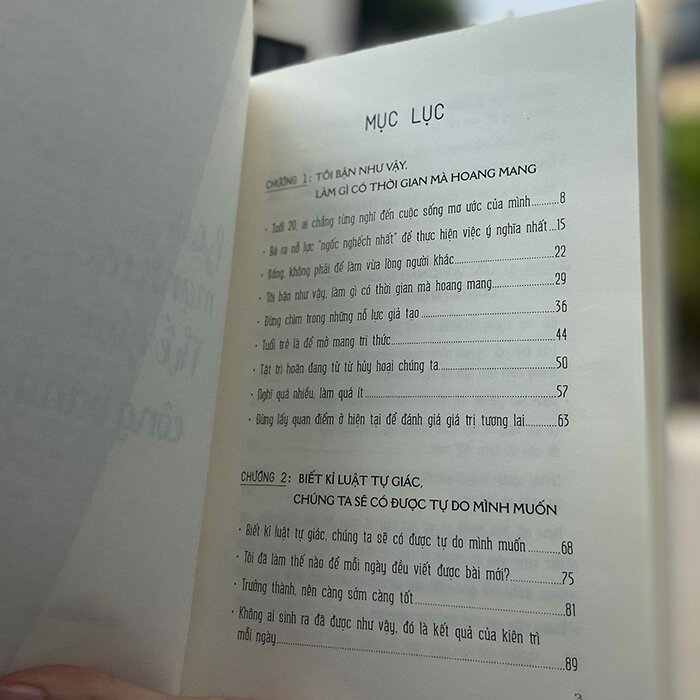 MỤC LỤC
CHƯƠNG 1: TÔI BẬN NHƯ VẬY,
LÀM GÌ CÓ THỜI GIAN MÀ HOANG MANG
• Tuổi 20, ai chẳng từng nghĩ đến cuộc sống mơ ước của mình..........8
• Bỏ ra nỗ lực "ngốc nghếch nhất" để thực hiện việc ý nghĩa nhất...15
• Sống, không phải để làm vừa lòng người khác....................22
• Tôi bận như vậy, làm gì có thời gian mà hoang mang.............29
• Đừng chìm trong những nỗ lực giả tạo...........................36
• Tuổi trẻ là để mở mang tri thức................................44
• Tật trì hoãn đang từ từ hủy hoại chúng ta......................50
• Nghĩ quá nhiều, làm quá ít.....................................57
• Đừng lấy quan điểm ở hiện tại để đánh giá giá trị tương lai.......63
CHƯƠNG 2: BIẾT KỈ LUẬT TỰ GIÁC,
CHÚNG TA SẼ CÓ ĐƯỢC TỰ DO MÌNH MUỐN
• Biết kỉ luật tự giác, chúng ta sẽ có được tự do mình muốn.........68
• Tôi đã làm thế nào để mỗi ngày đều viết được bài mới?............75
• Trưởng thành, nên càng sớm càng tốt............................81
• Không ai sinh ra đã được như vậy, đó là kết quả của kiên trì
mỗi ngày.......................................................89
3